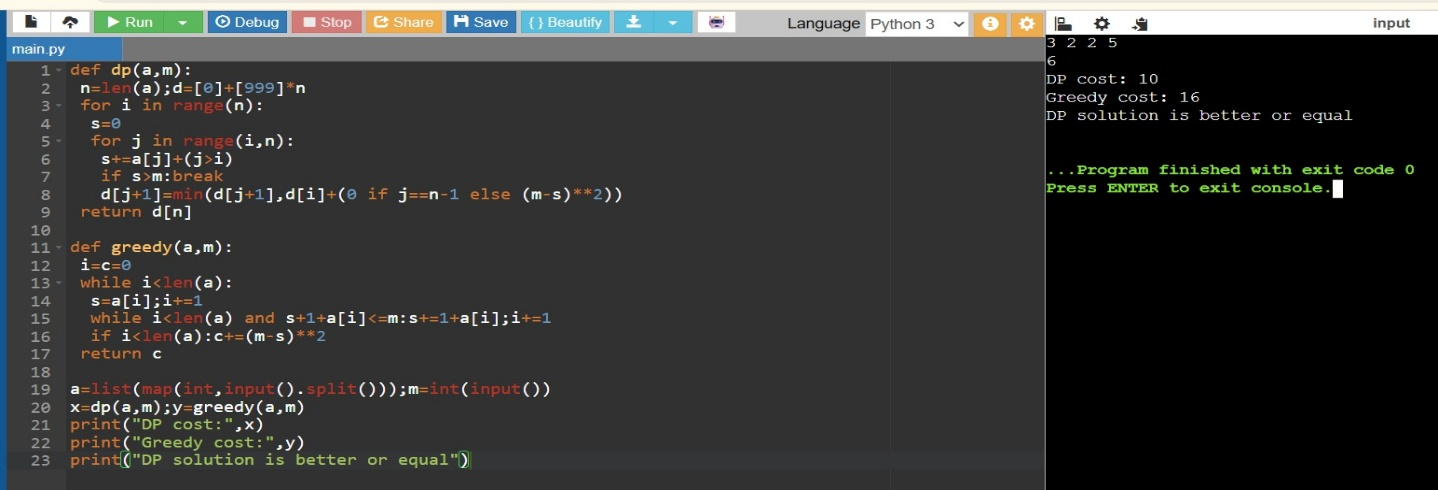 Run Debug Stop Share Save { } Beautify Language Python 3 input
main.py
1 def dp(a,m):
2 n=len(a);d=[0]+[999]*n
3 for i in range(n):
4 s=0
5 for j in range(i,n):
6 s+=a[j]+(j>i)
7 if s>m:break
8 d[j+1]=min(d[j+1],d[i]+(0 if j==n-1 else (m-s)**2))
9 return d[n]
10
11 def greedy(a,m):
12 i=c=0
13 while i<len(a):
14 s=a[i];i+=1
15 while i<len(a) and s+1+a[i]<=m:s+=1+a[i];i+=1
16 if i<len(a):c+=(m-s)**2
17 return c
18
19 a=list(map(int,input().split()));m=int(input())
20 x=dp(a,m);y=greedy(a,m)
21 print("DP cost:",x)
22 print("Greedy cost:",y)
23 print("DP solution is better or equal")
3 2 2 5
6
DP cost: 10
Greedy cost: 16
DP solution is better or equal
...Program finished with exit code 0
Press ENTER to exit console.